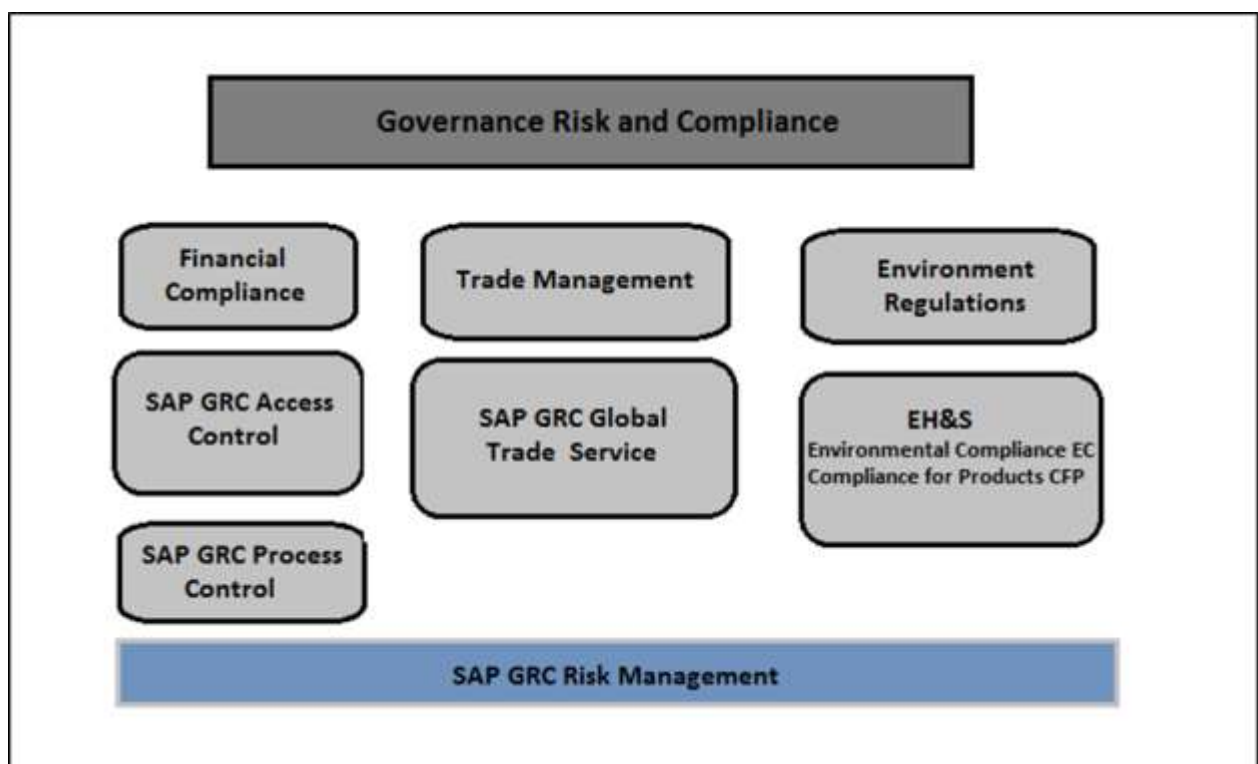 Governance Risk and Compliance
Financial
Compliance
Trade Management
Environment
Regulations
SAP GRC Access
Control
SAP GRC Global
Trade Service
EH&S
Environmental Compliance EC
Compliance for Products CFP
SAP GRC Process
Control
SAP GRC Risk Management